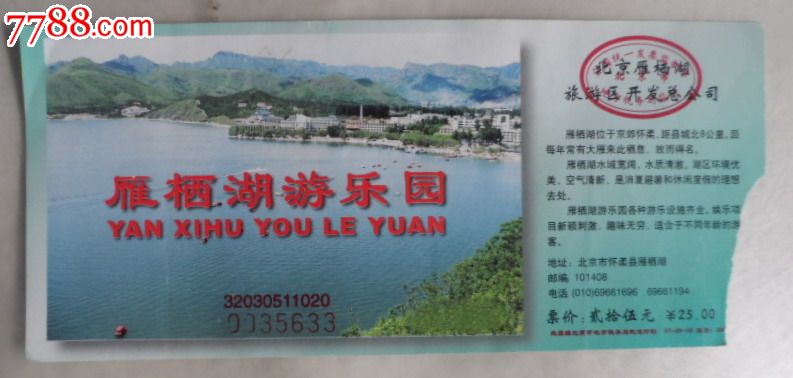 7788.com
雁栖湖游乐园
YAN XIHU YOU LE YUAN
32030511020
0035633
北京雁栖湖
旅游区开发总公司
雁栖湖位于京郊怀柔、距县城北8公里、因
每年常有大雁来此栖息、故而得名。
雁栖湖水域宽阔、水质清澈、湖区环境优
美、空气清新、是消夏避暑和休闲度假的理想
去处。
雁栖湖游乐园各种游乐设施齐全、娱乐项
目新颖刺激、趣味无穷、适合于不同年龄的游
客。
地址：北京市怀柔县雁栖湖
邮编 101408
电话 (010)69661696 69661194
票价：贰拾伍元 ￥25.00